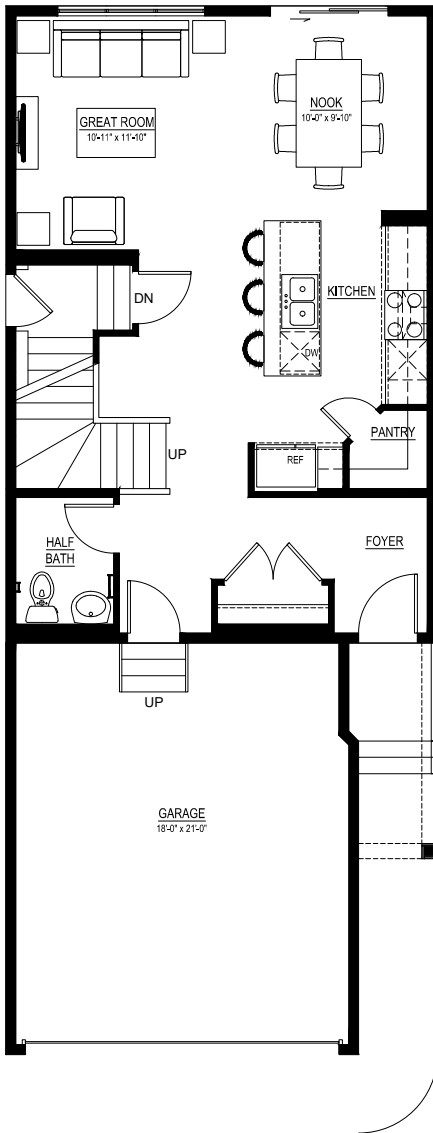 GREAT ROOM
10'-11" x 11'-10"
NOOK
10'-0" x 9'-10"
DN
KITCHEN
DW
PANTRY
UP
REF
HALF
BATH
FOYER
UP
GARAGE
18'-0" x 21'-0"